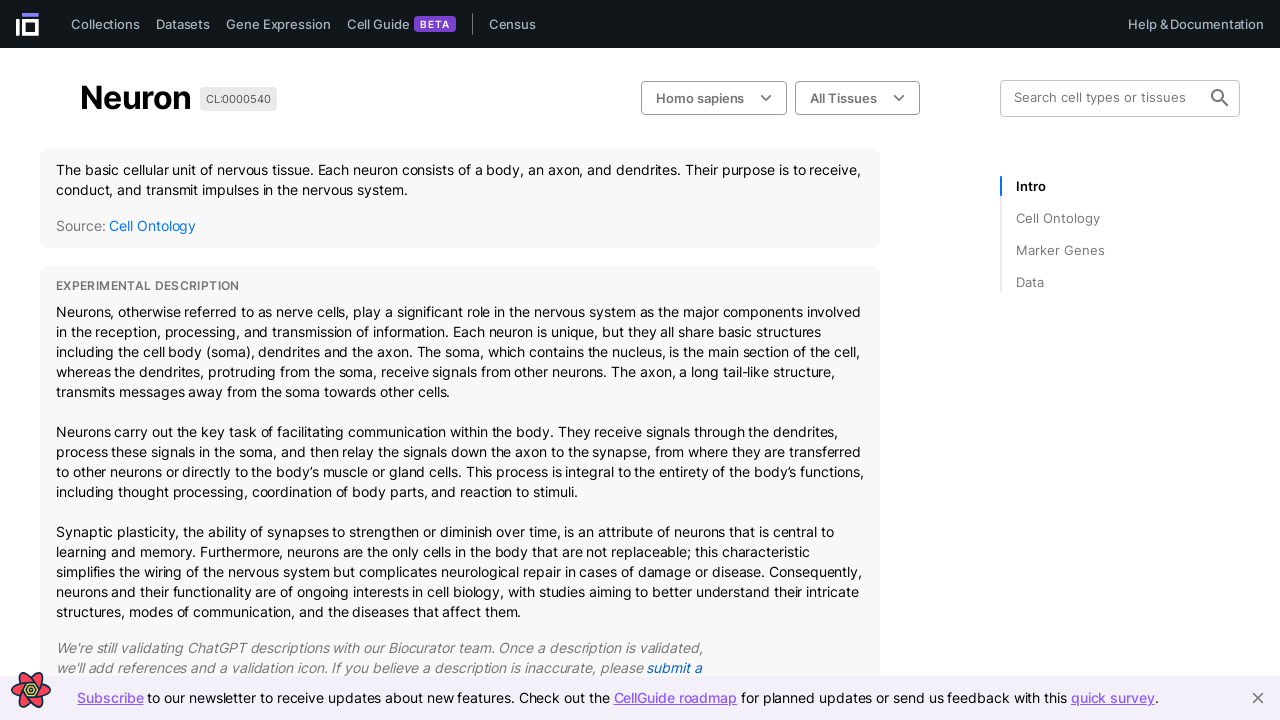 Collections Datasets Gene Expression Cell Guide BETA Census Help & Documentation
Neuron CL:0000540 Homo sapiens All Tissues Search cell types or tissues
The basic cellular unit of nervous tissue. Each neuron consists of a body, an axon, and dendrites. Their purpose is to receive,
conduct, and transmit impulses in the nervous system.
Source: Cell Ontology
Intro
Cell Ontology
Marker Genes
Data
EXPERIMENTAL DESCRIPTION
Neurons, otherwise referred to as nerve cells, play a significant role in the nervous system as the major components involved
in the reception, processing, and transmission of information. Each neuron is unique, but they all share basic structures
including the cell body (soma), dendrites and the axon. The soma, which contains the nucleus, is the main section of the cell,
whereas the dendrites, protruding from the soma, receive signals from other neurons. The axon, a long tail-like structure,
transmits messages away from the soma towards other cells.
Neurons carry out the key task of facilitating communication within the body. They receive signals through the dendrites,
process these signals in the soma, and then relay the signals down the axon to the synapse, from where they are transferred
to other neurons or directly to the body's muscle or gland cells. This process is integral to the entirety of the body's functions,
including thought processing, coordination of body parts, and reaction to stimuli.
Synaptic plasticity, the ability of synapses to strengthen or diminish over time, is an attribute of neurons that is central to
learning and memory. Furthermore, neurons are the only cells in the body that are not replaceable; this characteristic
simplifies the wiring of the nervous system but complicates neurological repair in cases of damage or disease. Consequently,
neurons and their functionality are of ongoing interests in cell biology, with studies aiming to better understand their intricate
structures, modes of communication, and the diseases that affect them.
We're still validating ChatGPT descriptions with our Biocurator team. Once a description is validated,
we'll add references and a validation icon. If you believe a description is inaccurate, please submit a
Subscribe to our newsletter to receive updates about new features. Check out the CellGuide roadmap for planned updates or send us feedback with this quick survey.